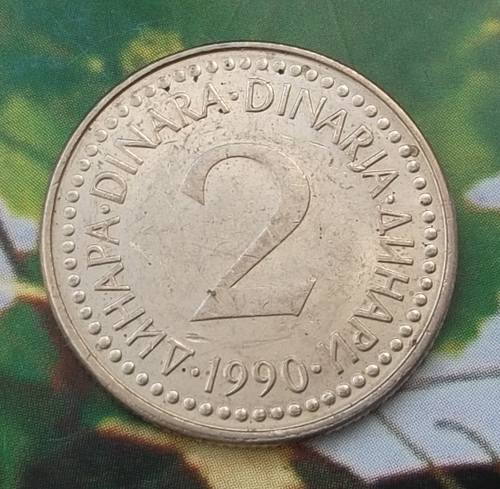 ДИНАРА · DINARA · DINARJA · ДИНАРИ
2
· 1990 ·